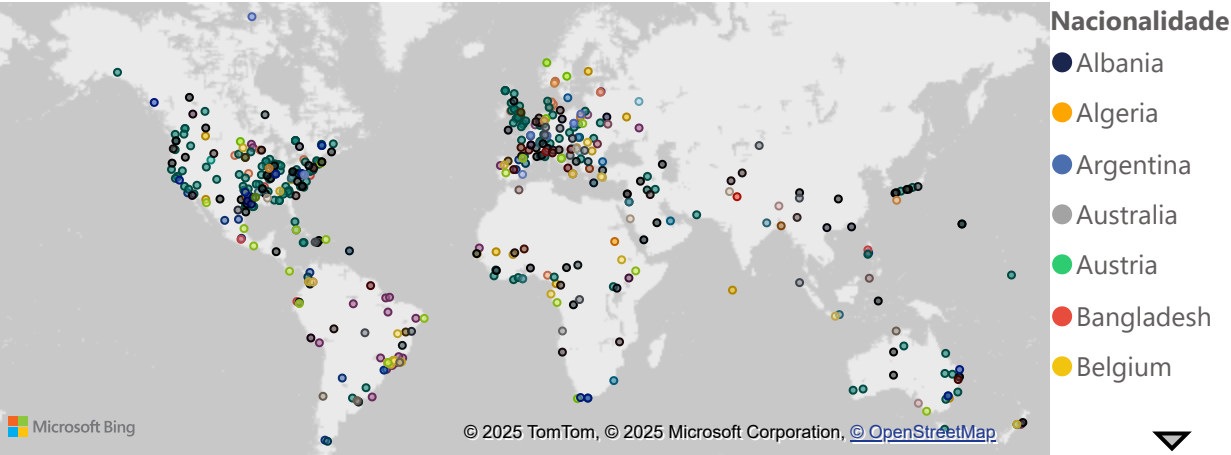 Nacionalidade
Albania
Algeria
Argentina
Australia
Austria
Bangladesh
Belgium
Microsoft Bing
© 2025 TomTom, © 2025 Microsoft Corporation, © OpenStreetMap